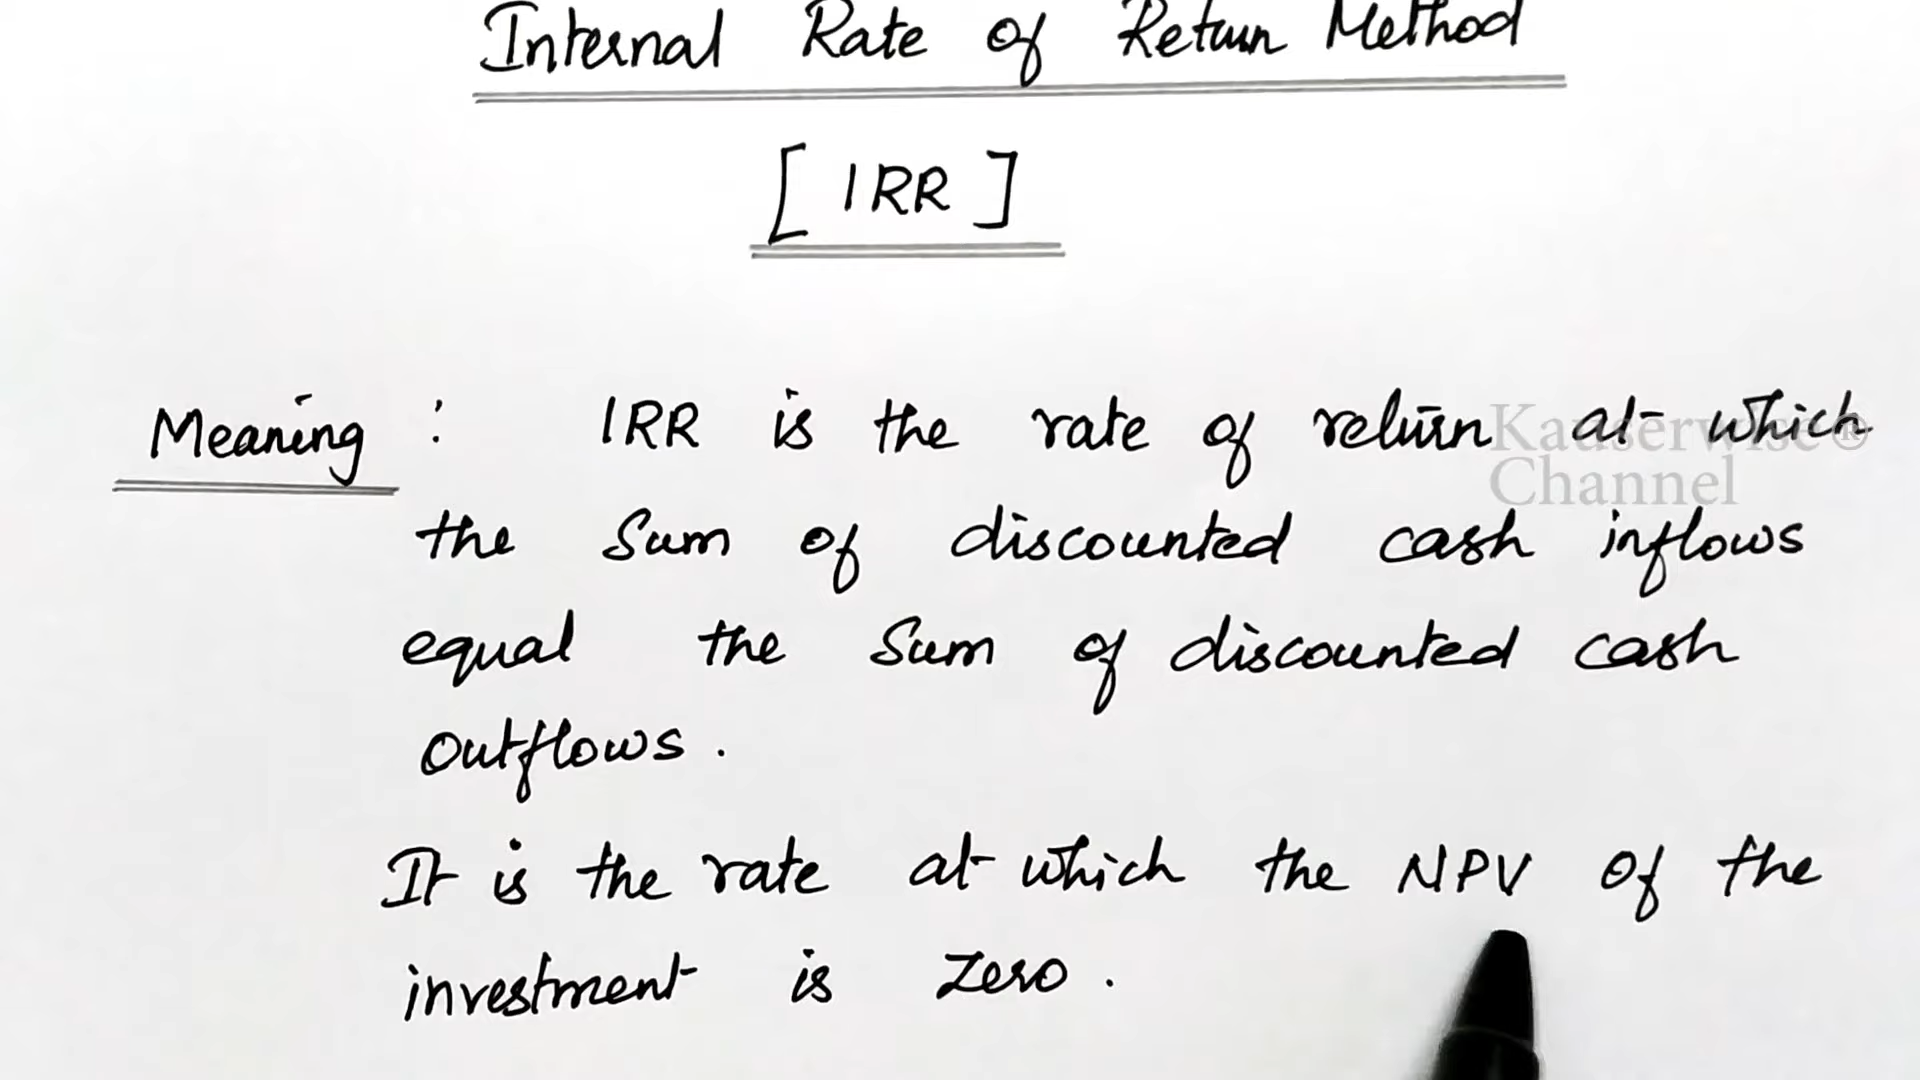 Internal Rate of Return Method
[ IRR ]
Meaning : IRR is the rate of return at which
the Sum of discounted cash inflows
equal the Sum of discounted cash
outflows.
It is the rate at which the NPV of the
investment is Zero.
Kauserwise®
Channel